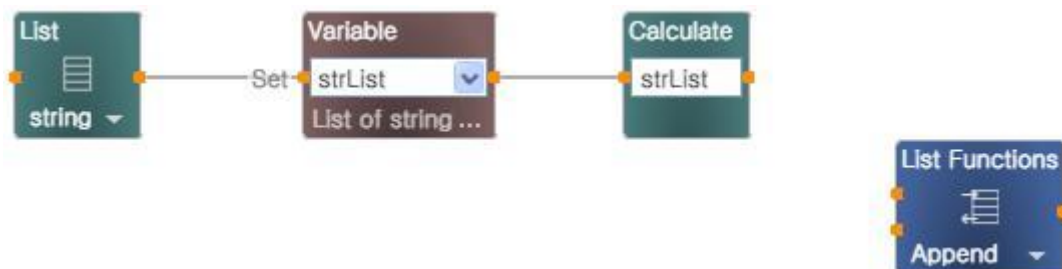 List
string
Set
Variable
strList
List of string ...
Calculate
strList
List Functions
Append